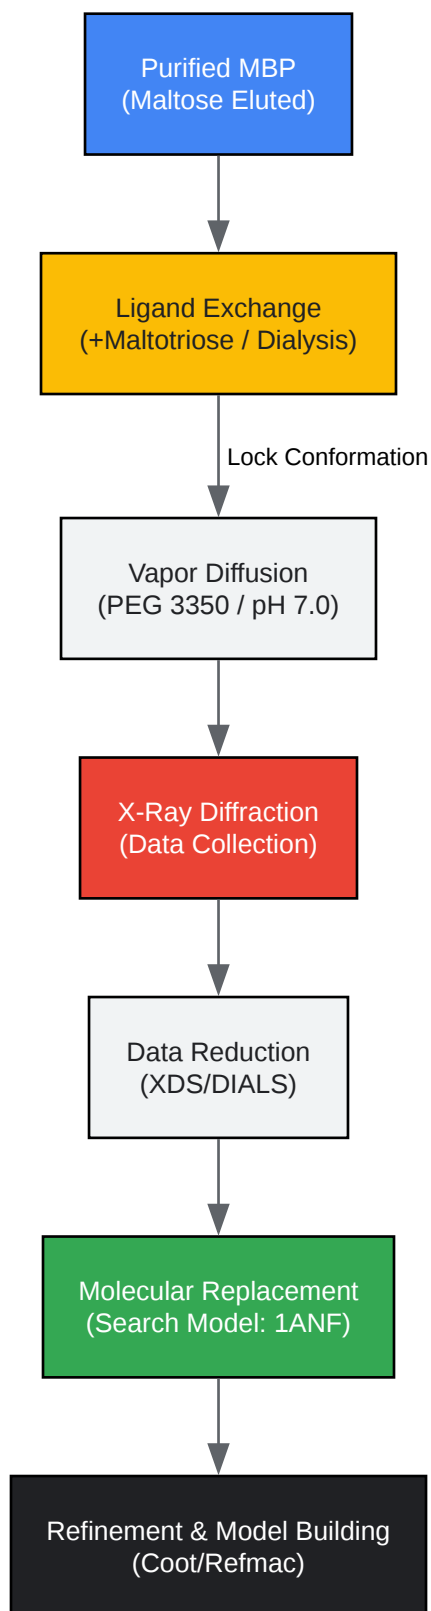 Purified MBP
(Maltose Eluted)
Ligand Exchange
(+Maltotriose / Dialysis)
Lock Conformation
Vapor Diffusion
(PEG 3350 / pH 7.0)
X-Ray Diffraction
(Data Collection)
Data Reduction
(XDS/DIALS)
Molecular Replacement
(Search Model: 1ANF)
Refinement & Model Building
(Coot/Refmac)